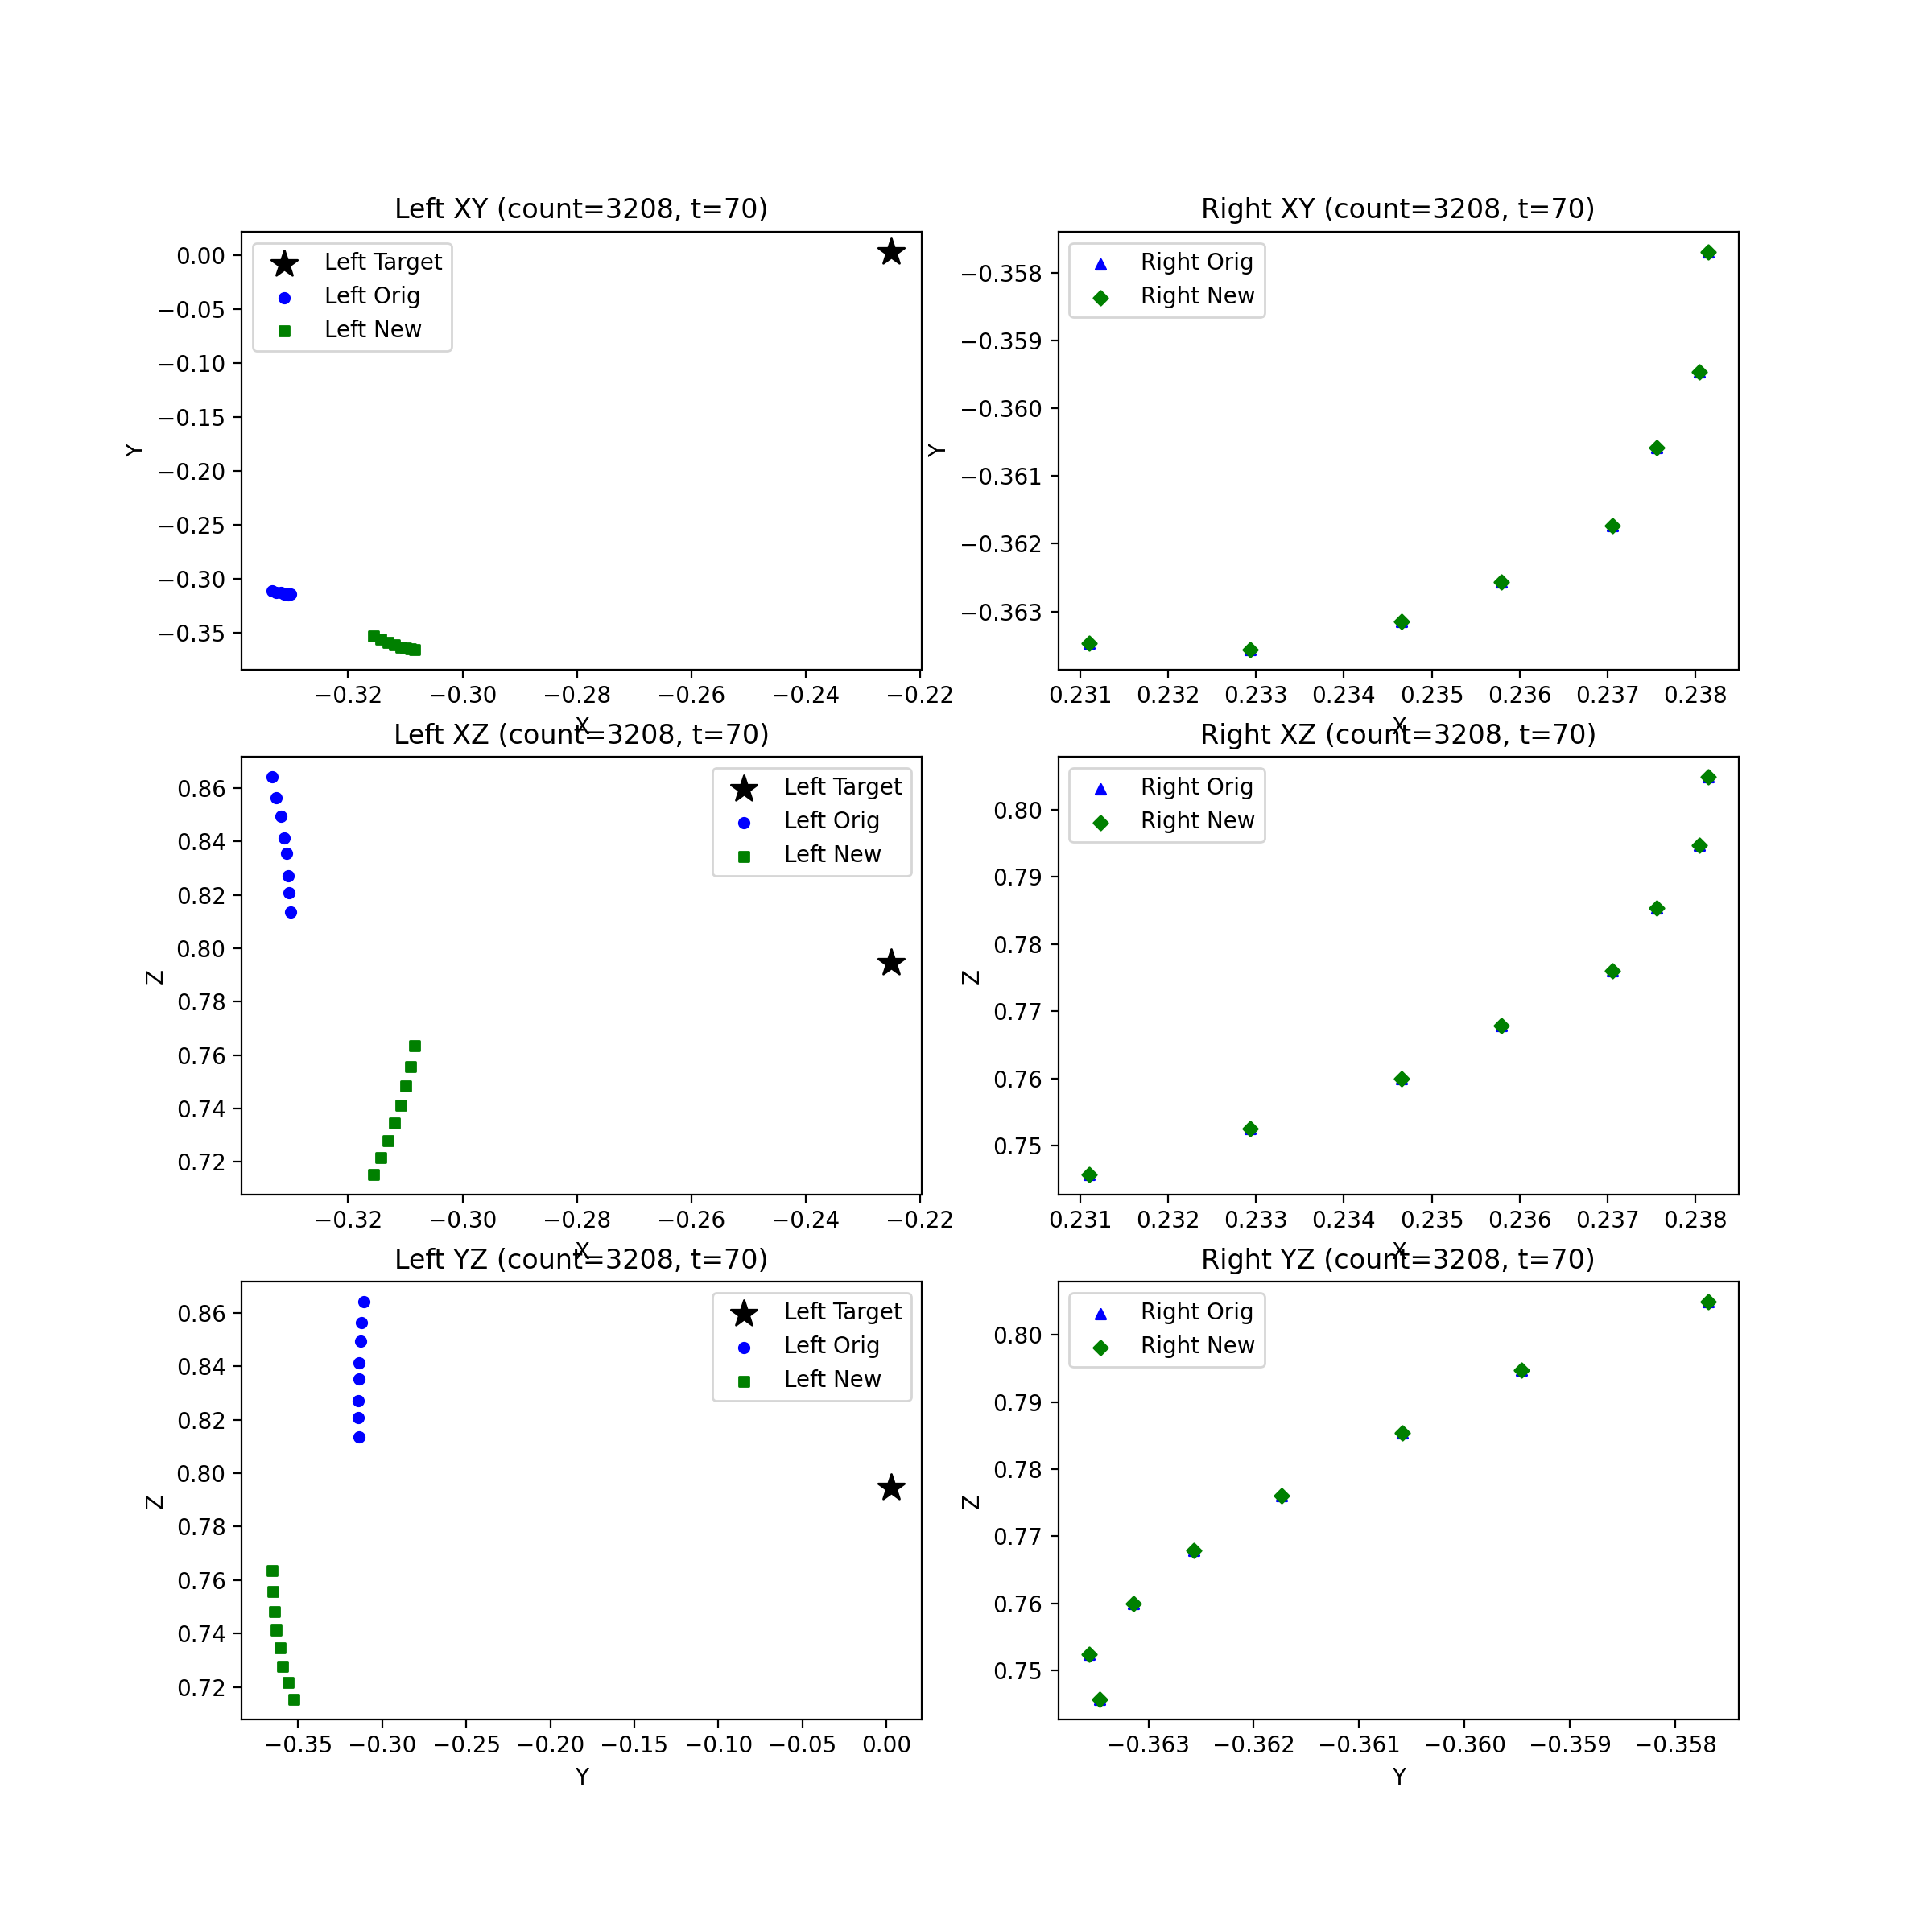 Left XY (count=3208, t=70)
Left Target
Left Orig
Left New
0.00
−0.05
−0.10
−0.15
−0.20
−0.25
−0.30
−0.35
Y
−0.32 −0.30 −0.28 −0.26 −0.24 −0.22
X
Right XY (count=3208, t=70)
Right Orig
Right New
−0.358
−0.359
−0.360
−0.361
−0.362
−0.363
Y
0.231 0.232 0.233 0.234 0.235 0.236 0.237 0.238
X
Left XZ (count=3208, t=70)
Left Target
Left Orig
Left New
0.86
0.84
0.82
0.80
0.78
0.76
0.74
0.72
Z
−0.32 −0.30 −0.28 −0.26 −0.24 −0.22
X
Right XZ (count=3208, t=70)
Right Orig
Right New
0.80
0.79
0.78
0.77
0.76
0.75
Z
0.231 0.232 0.233 0.234 0.235 0.236 0.237 0.238
X
Left YZ (count=3208, t=70)
Left Target
Left Orig
Left New
0.86
0.84
0.82
0.80
0.78
0.76
0.74
0.72
Z
−0.35 −0.30 −0.25 −0.20 −0.15 −0.10 −0.05 0.00
Y
Right YZ (count=3208, t=70)
Right Orig
Right New
0.80
0.79
0.78
0.77
0.76
0.75
Z
−0.363 −0.362 −0.361 −0.360 −0.359 −0.358
Y